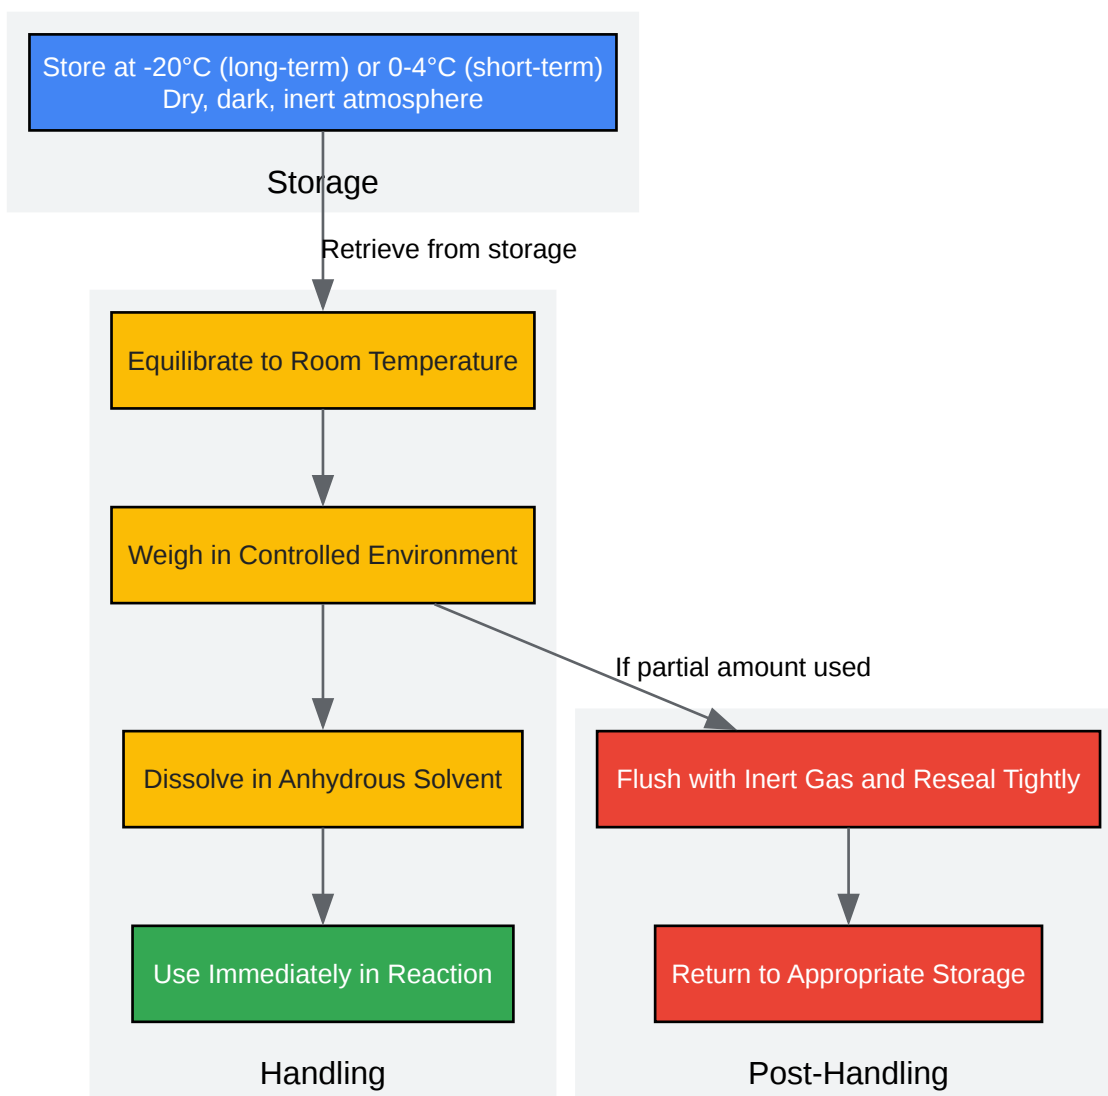 Store at -20°C (long-term) or 0-4°C (short-term)
Dry, dark, inert atmosphere
Storage
Retrieve from storage
Equilibrate to Room Temperature
Weigh in Controlled Environment
If partial amount used
Dissolve in Anhydrous Solvent
Flush with Inert Gas and Reseal Tightly
Use Immediately in Reaction
Return to Appropriate Storage
Handling
Post-Handling